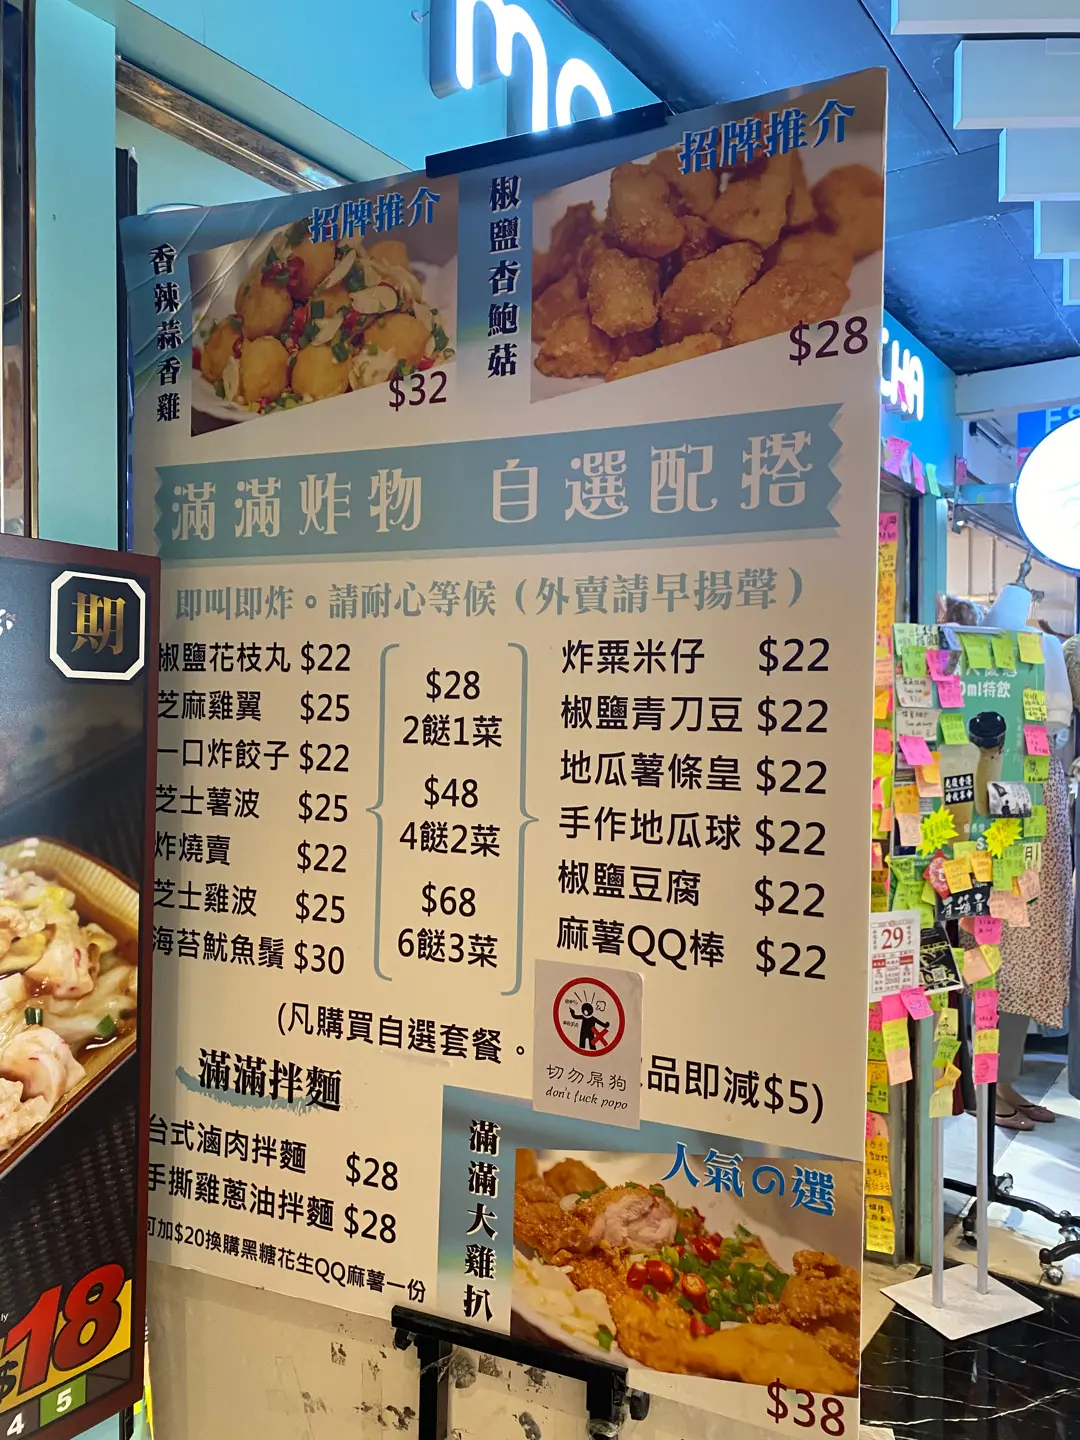 mo
招牌推介
香辣蒜香雞
$32
招牌推介
椒鹽杏鮑菇
$28
CHA
滿滿炸物 自選配搭
即叫即炸。請耐心等候（外賣請早揚聲）
椒鹽花枝丸 $22
芝麻雞翼 $25
一口炸餃子 $22
芝士薯波 $25
炸燒賣 $22
芝士雞波 $25
海苔魷魚鬚 $30
$28
2餸1菜
$48
4餸2菜
$68
6餸3菜
炸粟米仔 $22
椒鹽青刀豆 $22
地瓜薯條皇 $22
手作地瓜球 $22
椒鹽豆腐 $22
麻薯QQ棒 $22
(凡購買自選套餐。
品即減$5)
切勿屌狗
don't fuck popo
滿滿拌麵
台式滷肉拌麵 $28
手撕雞蔥油拌麵 $28
可加$20換購黑糖花生QQ麻薯一份
滿滿大雞扒
人氣の選
$38
期
$18
4 5
ml特飲
29